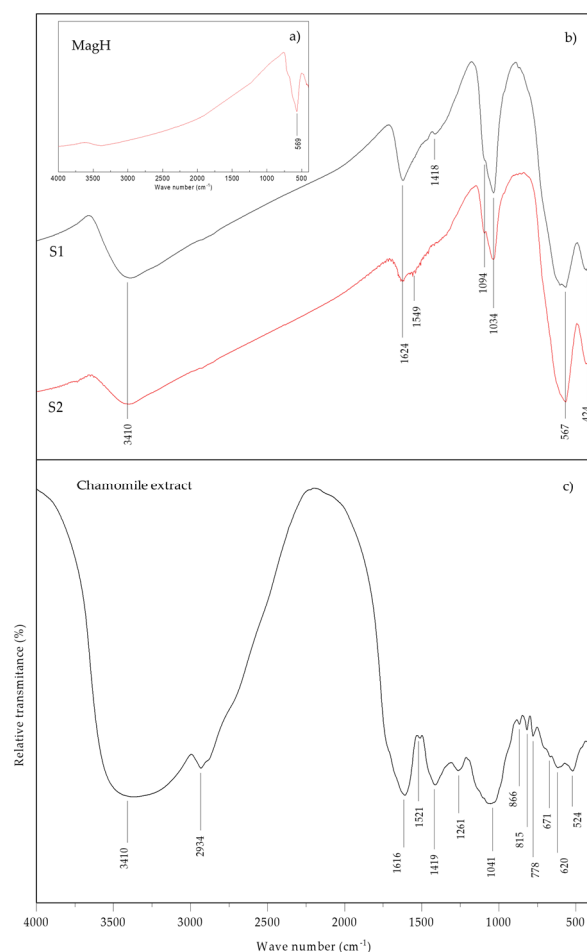 MagH
a)
569
4000 3500 3000 2500 2000 1500 1000 500
Wave number (cm-1)
b)
S1
S2
3410
1624
1549
1418
1094
1034
567
424
Chamomile extract
c)
3410
2934
1616
1521
1419
1261
1041
866
815
778
671
620
524
Relative transmitance (%)
4000 3500 3000 2500 2000 1500 1000 500
Wave number (cm-1)